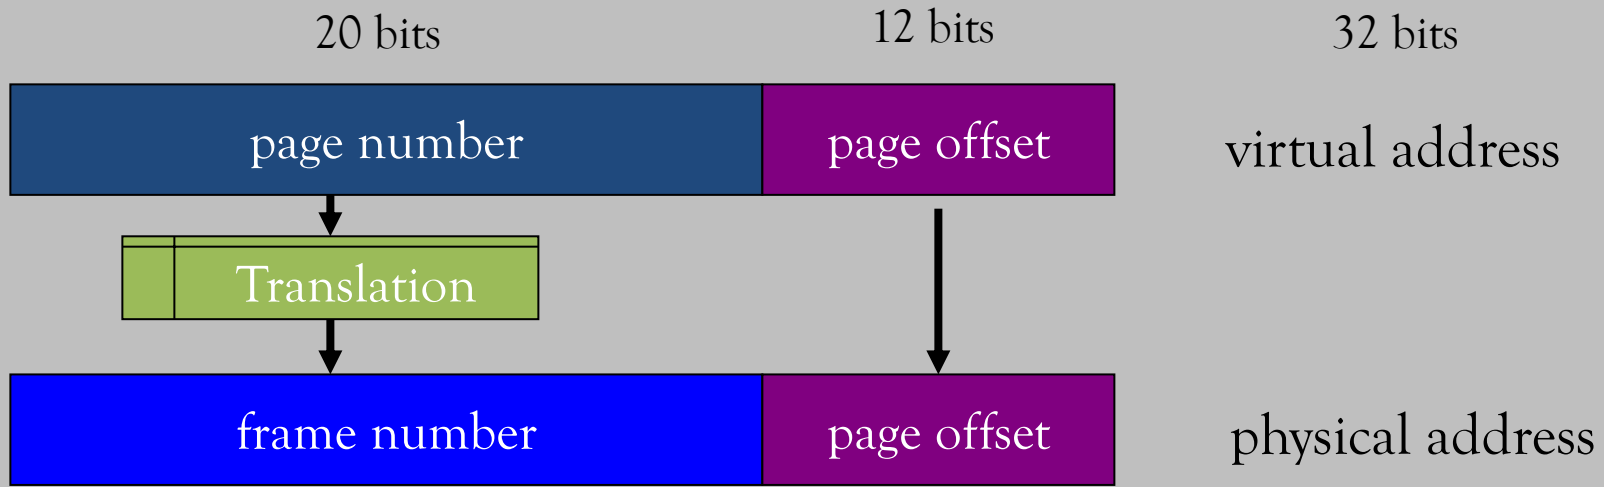 20 bits 12 bits 32 bits
page number page offset virtual address
Translation
frame number page offset physical address